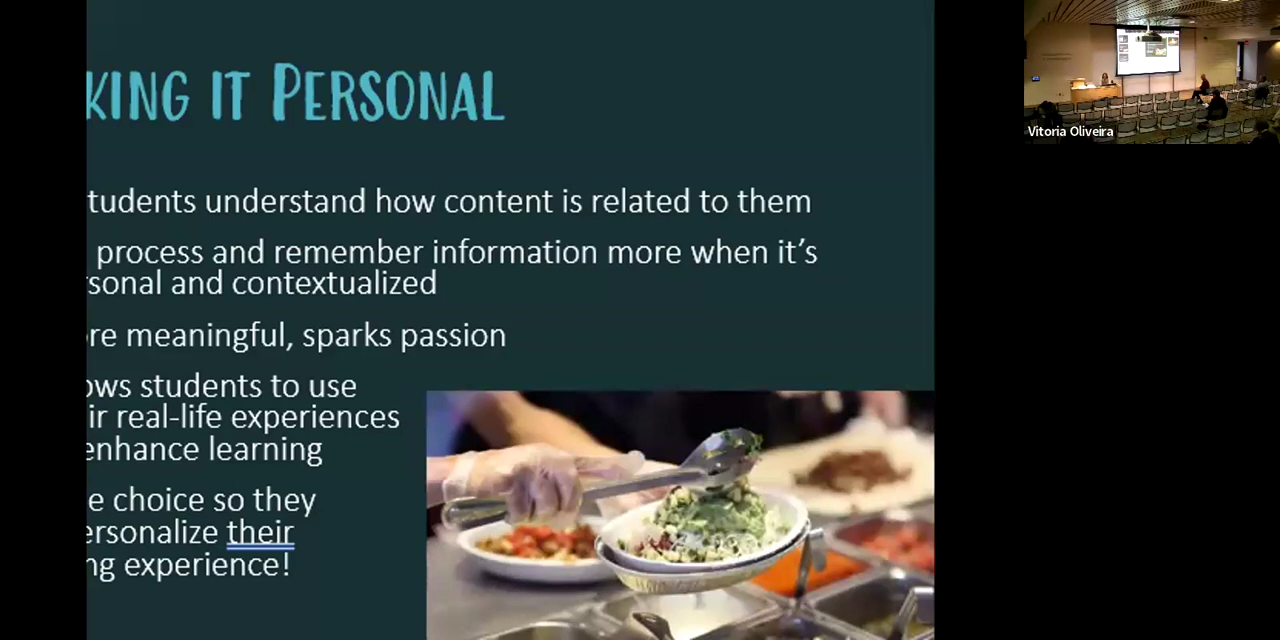 KING IT PERSONAL
tudents understand how content is related to them
process and remember information more when it's
rsonal and contextualized
re meaningful, sparks passion
ows students to use
ir real-life experiences
enhance learning
e choice so they
ersonalize their
ng experience!
Vitoria Oliveira